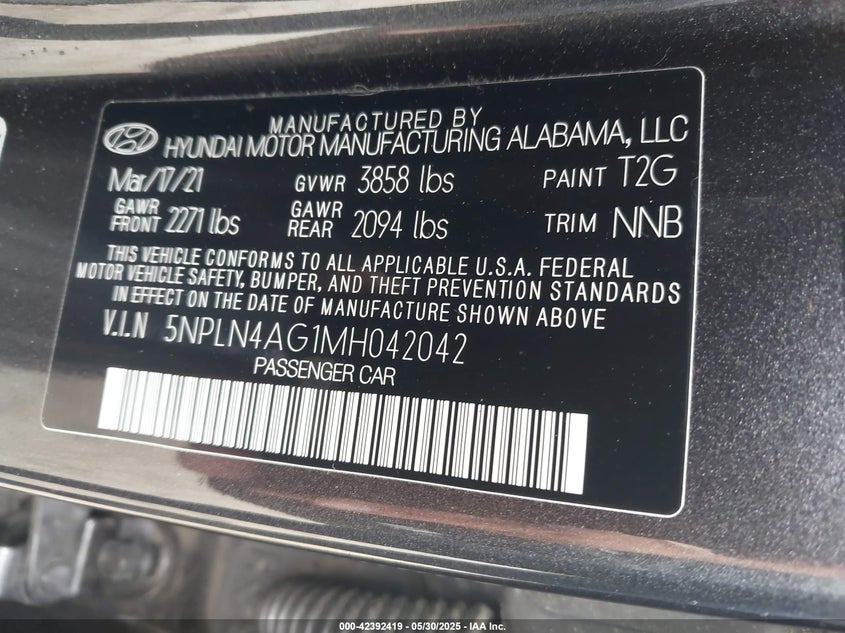 MANUFACTURED BY
HYUNDAI MOTOR MANUFACTURING ALABAMA, LLC
Mar/17/21 GVWR 3858 lbs PAINT T2G
GAWR FRONT 2271 lbs GAWR REAR 2094 lbs TRIM NNB
THIS VEHICLE CONFORMS TO ALL APPLICABLE U.S.A. FEDERAL
MOTOR VEHICLE SAFETY, BUMPER, AND THEFT PREVENTION STANDARDS
IN EFFECT ON THE DATE OF MANUFACTURE SHOWN ABOVE
V.I.N 5NPLN4AG1MH042042
PASSENGER CAR
000-42392419 - 05/30/2025 - IAA Inc.